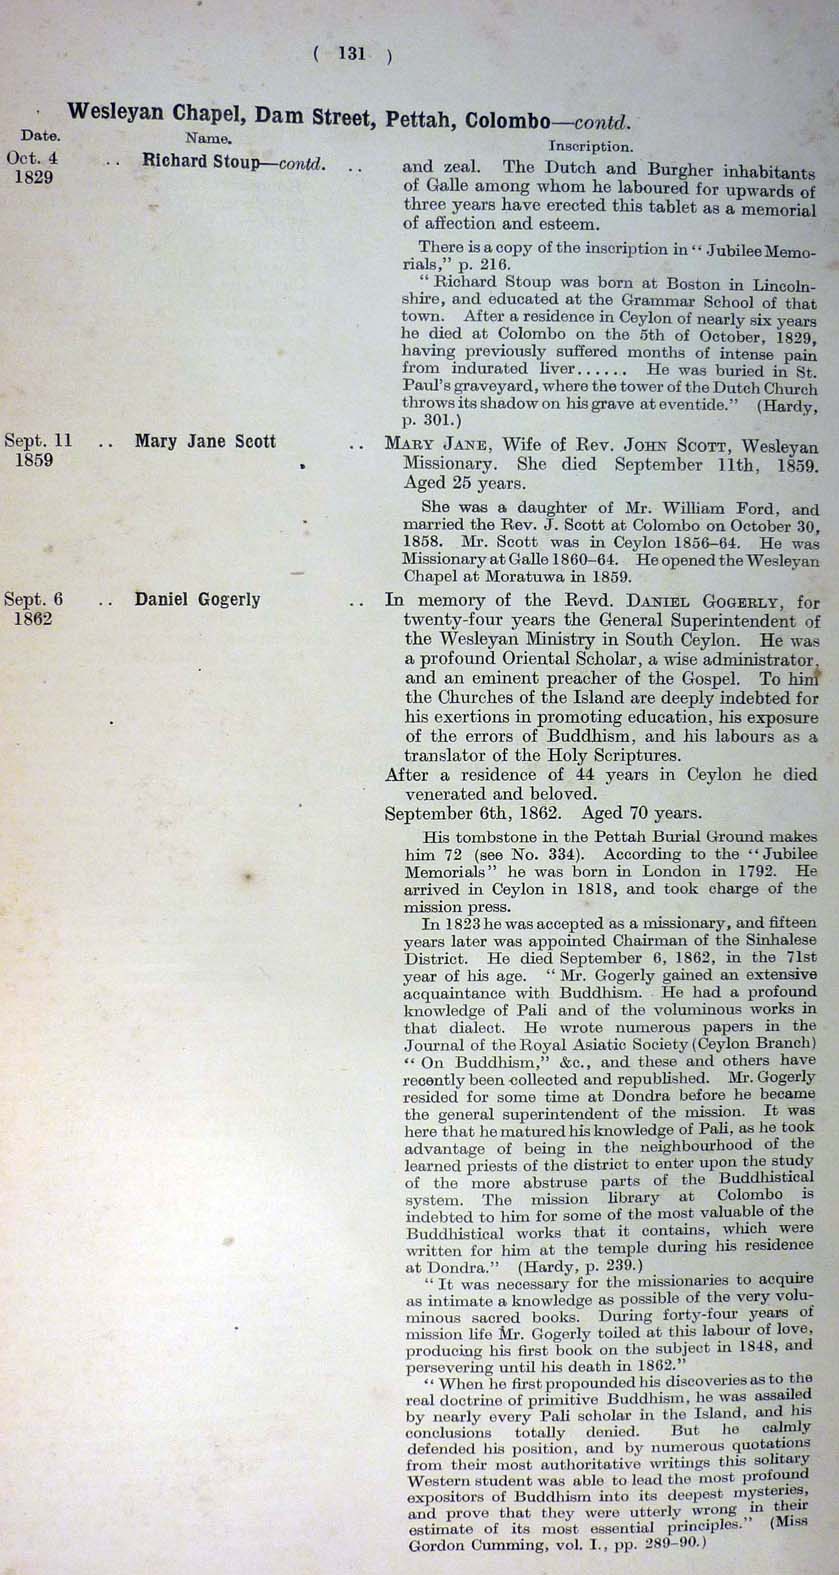 ( 131 )
Wesleyan Chapel, Dam Street, Pettah, Colombo—contd.
Date. Name. Inscription.
Oct. 4 .. Richard Stoup—contd. .. and zeal. The Dutch and Burgher inhabitants
1829 of Galle among whom he laboured for upwards of
three years have erected this tablet as a memorial
of affection and esteem.
There is a copy of the inscription in “ Jubilee Memo-
rials,” p. 216.
“ Richard Stoup was born at Boston in Lincoln-
shire, and educated at the Grammar School of that
town. After a residence in Ceylon of nearly six years
he died at Colombo on the 5th of October, 1829,
having previously suffered months of intense pain
from indurated liver...... He was buried in St.
Paul's graveyard, where the tower of the Dutch Church
throws its shadow on his grave at eventide.” (Hardy,
p. 301.)
Sept. 11 .. Mary Jane Scott .. MARY JANE, Wife of Rev. JOHN SCOTT, Wesleyan
1859 Missionary. She died September 11th, 1859.
Aged 25 years.
She was a daughter of Mr. William Ford, and
married the Rev. J. Scott at Colombo on October 30,
1858. Mr. Scott was in Ceylon 1856–64. He was
Missionary at Galle 1860–64. He opened the Wesleyan
Chapel at Moratuwa in 1859.
Sept. 6 .. Daniel Gogerly .. In memory of the Revd. DANIEL GOGERLY, for
1862 twenty-four years the General Superintendent of
the Wesleyan Ministry in South Ceylon. He was
a profound Oriental Scholar, a wise administrator,
and an eminent preacher of the Gospel. To him
the Churches of the Island are deeply indebted for
his exertions in promoting education, his exposure
of the errors of Buddhism, and his labours as a
translator of the Holy Scriptures.
After a residence of 44 years in Ceylon he died
venerated and beloved.
September 6th, 1862. Aged 70 years.
His tombstone in the Pettah Burial Ground makes
him 72 (see No. 334). According to the “ Jubilee
Memorials ” he was born in London in 1792. He
arrived in Ceylon in 1818, and took charge of the
mission press.
In 1823 he was accepted as a missionary, and fifteen
years later was appointed Chairman of the Sinhalese
District. He died September 6, 1862, in the 71st
year of his age. “ Mr. Gogerly gained an extensive
acquaintance with Buddhism. He had a profound
knowledge of Pali and of the voluminous works in
that dialect. He wrote numerous papers in the
Journal of the Royal Asiatic Society (Ceylon Branch)
“ On Buddhism,” &c., and these and others have
recently been collected and republished. Mr. Gogerly
resided for some time at Dondra before he became
the general superintendent of the mission. It was
here that he matured his knowledge of Pali, as he took
advantage of being in the neighbourhood of the
learned priests of the district to enter upon the study
of the more abstruse parts of the Buddhistical
system. The mission library at Colombo is
indebted to him for some of the most valuable of the
Buddhistical works that it contains, which were
written for him at the temple during his residence
at Dondra.” (Hardy, p. 239.)
“ It was necessary for the missionaries to acquire
as intimate a knowledge as possible of the very volu-
minous sacred books. During forty-four years of
mission life Mr. Gogerly toiled at this labour of love,
producing his first book on the subject in 1848, and
persevering until his death in 1862.”
“ When he first propounded his discoveries as to the
real doctrine of primitive Buddhism, he was assailed
by nearly every Pali scholar in the Island, and his
conclusions totally denied. But he calmly
defended his position, and by numerous quotations
from their most authoritative writings this solitary
Western student was able to lead the most profound
expositors of Buddhism into its deepest mysteries,
and prove that they were utterly wrong in their
estimate of its most essential principles.” (Miss
Gordon Cumming, vol. I., pp. 289–90.)